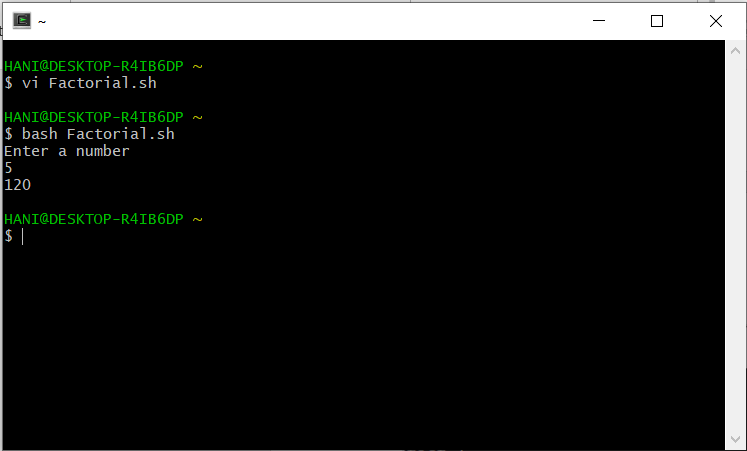 ~
HANI@DESKTOP-R4IB6DP ~
$ vi Factorial.sh
HANI@DESKTOP-R4IB6DP ~
$ bash Factorial.sh
Enter a number
5
120
HANI@DESKTOP-R4IB6DP ~
$